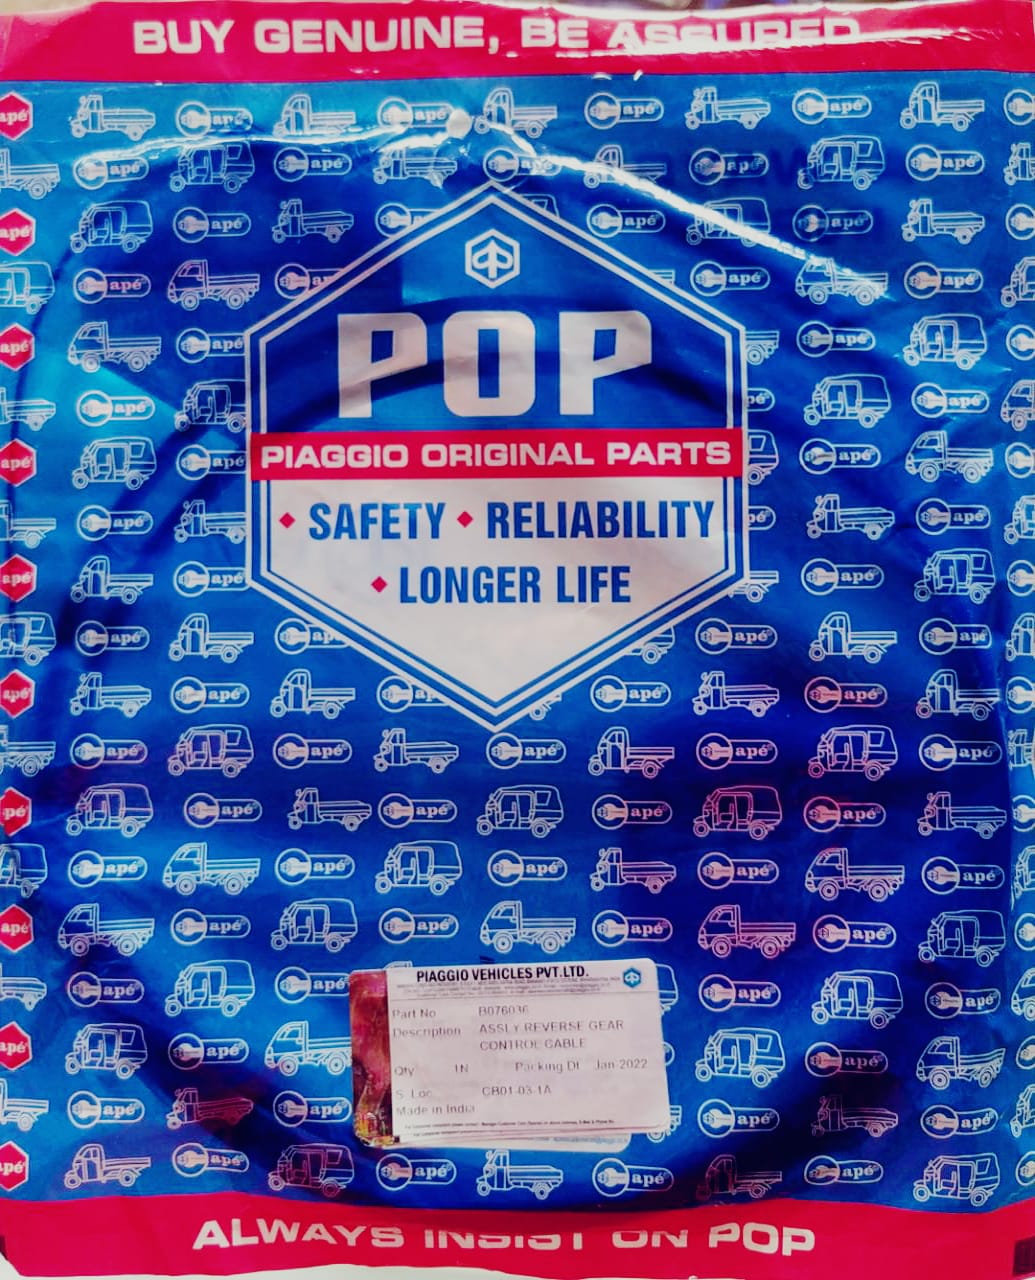 BUY GENUINE, BE ASSURED
POP
PIAGGIO ORIGINAL PARTS
• SAFETY • RELIABILITY
• LONGER LIFE
PIAGGIO VEHICLES PVT.LTD.
Part No B076036
Description ASSLY REVERSE GEAR
CONTROL CABLE
Qty 1N Packing Dt Jan-2022
S. Loc CB01-03-1A
Made in India
ALWAYS INSIST ON POP
apé